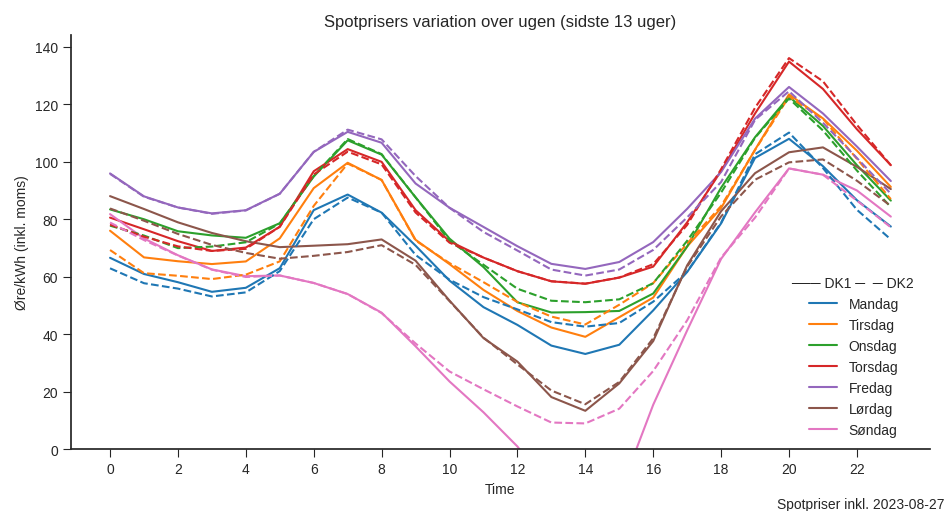 Spotprisers variation over ugen (sidste 13 uger)
Øre/kWh (inkl. moms)
140
120
100
80
60
40
20
0
0 2 4 6 8 10 12 14 16 18 20 22
Time
DK1 DK2
Mandag
Tirsdag
Onsdag
Torsdag
Fredag
Lørdag
Søndag
Spotpriser inkl. 2023-08-27